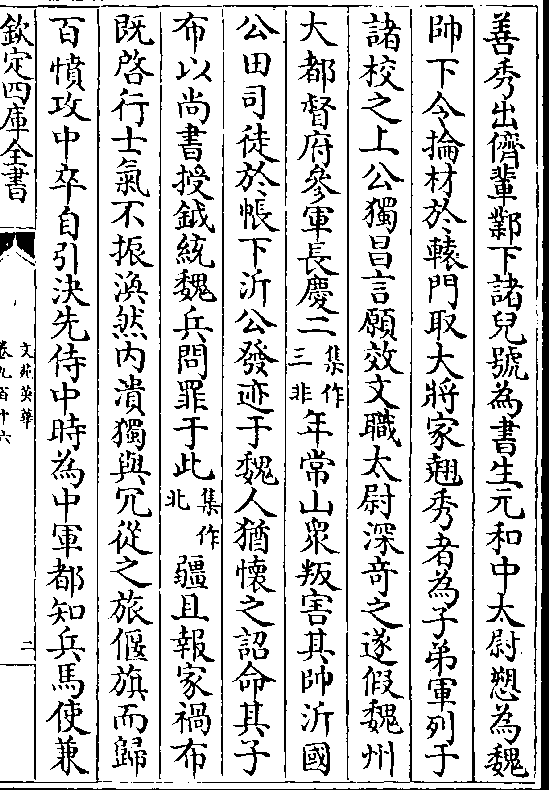 善秀出儕輩鄴下諸兒號為書生元和中太尉愬為魏
帥下令掄材於轅門取大將家翹秀者為子弟軍列于
諸校之上公獨昌言願效文職太尉深奇之遂假魏州
大都督府參軍長慶二集作三非年常山衆叛害其帥沂國
公田司徒於帳下沂公發迹于魏人猶懷之詔命其子
布以尚書授鉞統魏兵問罪于此集作北疆且報家禍布
既啓行士氣不振渙然内潰獨與冗從之旅偃旗而歸
百憤攻中卒自引決先侍中時為中軍都知兵馬使兼
欽定四庫全書
文苑英華
卷九百十六
二